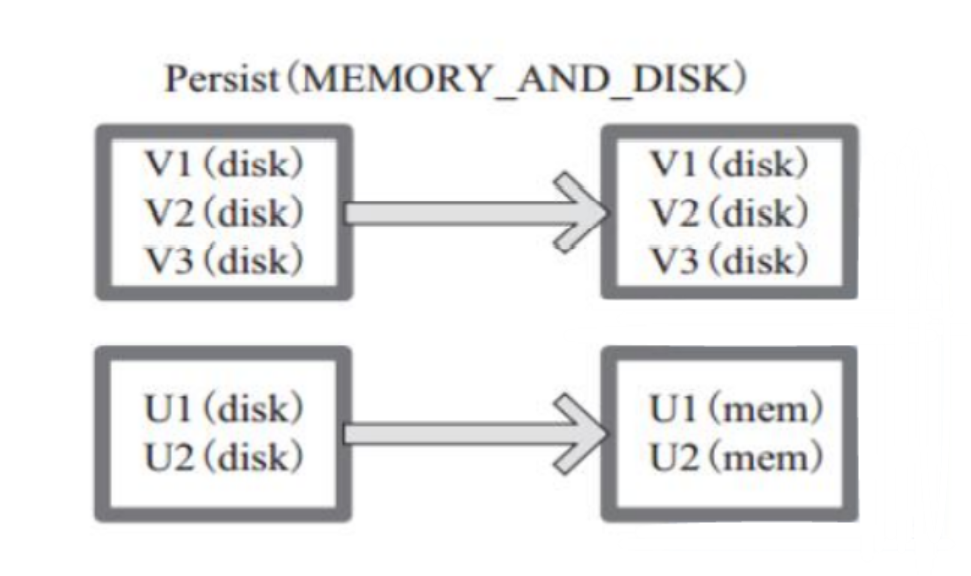 Persist(MEMORY_AND_DISK)
V1(disk)
V2(disk)
V3(disk)
V1(disk)
V2(disk)
V3(disk)
U1(disk)
U2(disk)
U1(mem)
U2(mem)